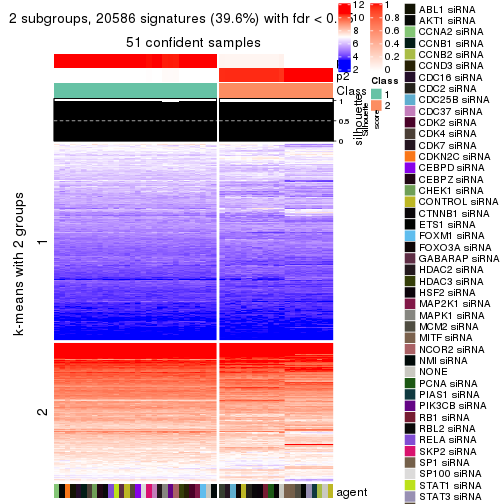 2 subgroups, 20586 signatures (39.6%) with fdr < 0.
51 confident samples
p2
Class
silhouette
1
0.5
0
k-means with 2 groups
1
2
agent
12
10
8
6
4
2
1
0.8
0.6
0.4
0.2
0
Class
1
2
Silhouette
score
ABL1 siRNA
AKT1 siRNA
CCNA2 siRNA
CCNB1 siRNA
CCNB2 siRNA
CCND3 siRNA
CDC16 siRNA
CDC2 siRNA
CDC25B siRNA
CDC37 siRNA
CDK2 siRNA
CDK4 siRNA
CDK7 siRNA
CDKN2C siRNA
CEBPD siRNA
CEBPZ siRNA
CHEK1 siRNA
CONTROL siRNA
CTNNB1 siRNA
ETS1 siRNA
FOXM1 siRNA
FOXO3A siRNA
GABARAP siRNA
HDAC2 siRNA
HDAC3 siRNA
HSF2 siRNA
MAP2K1 siRNA
MAPK1 siRNA
MCM2 siRNA
MITF siRNA
NCOR2 siRNA
NMI siRNA
NONE
PCNA siRNA
PIAS1 siRNA
PIK3CB siRNA
RB1 siRNA
RBL2 siRNA
RELA siRNA
SKP2 siRNA
SP1 siRNA
SP100 siRNA
STAT1 siRNA
STAT3 siRNA